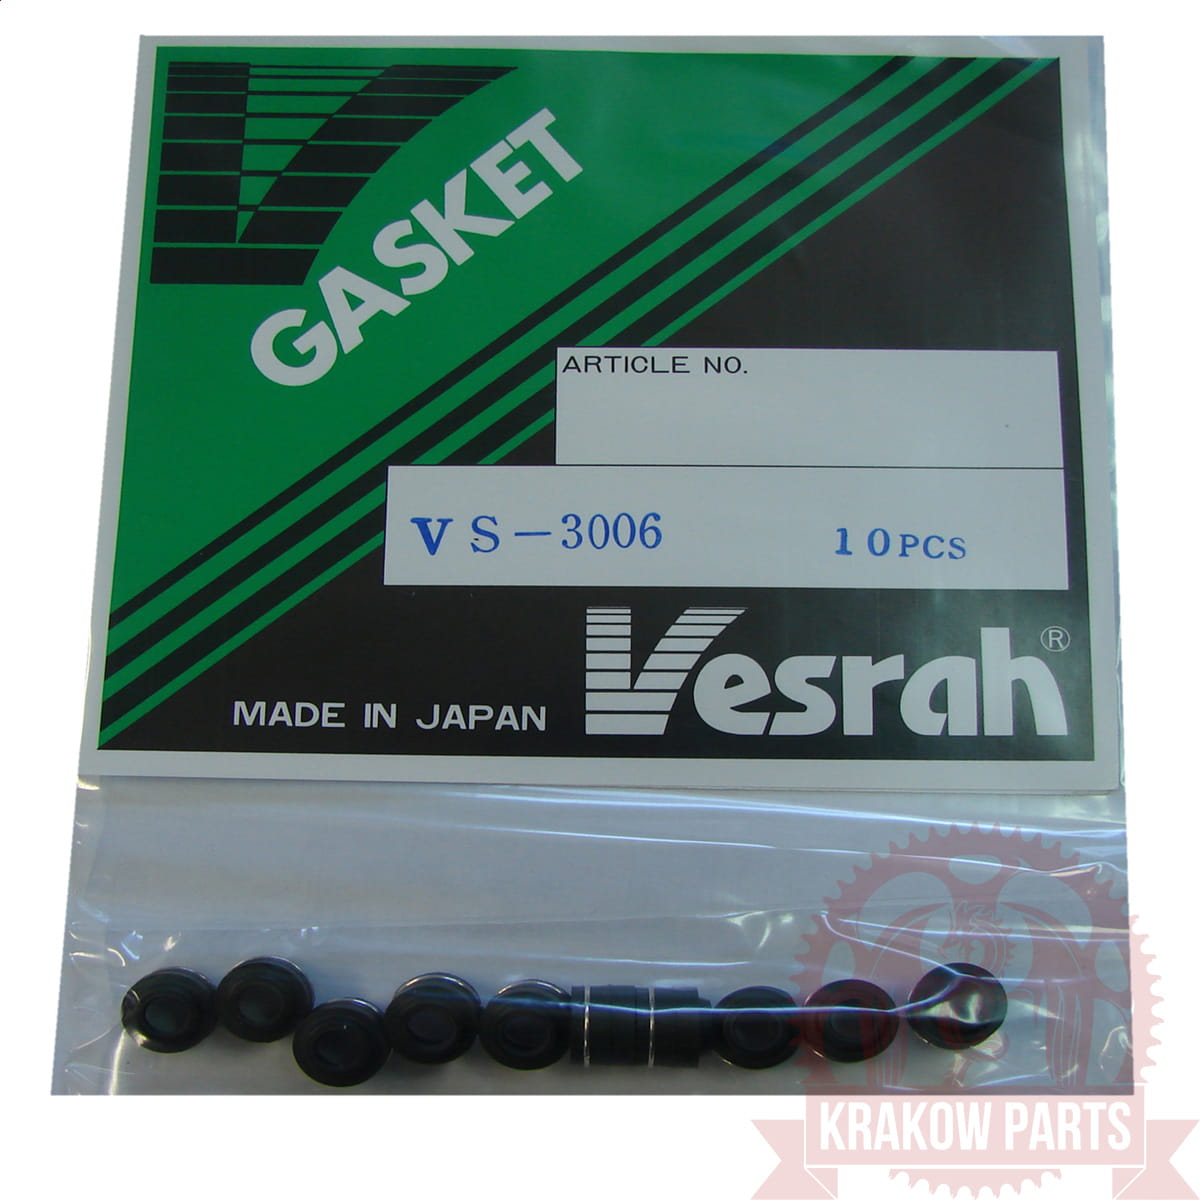 GASKET
ARTICLE NO.
VS-3006 10PCS
MADE IN JAPAN Vesrah ®
KRAKOW PARTS